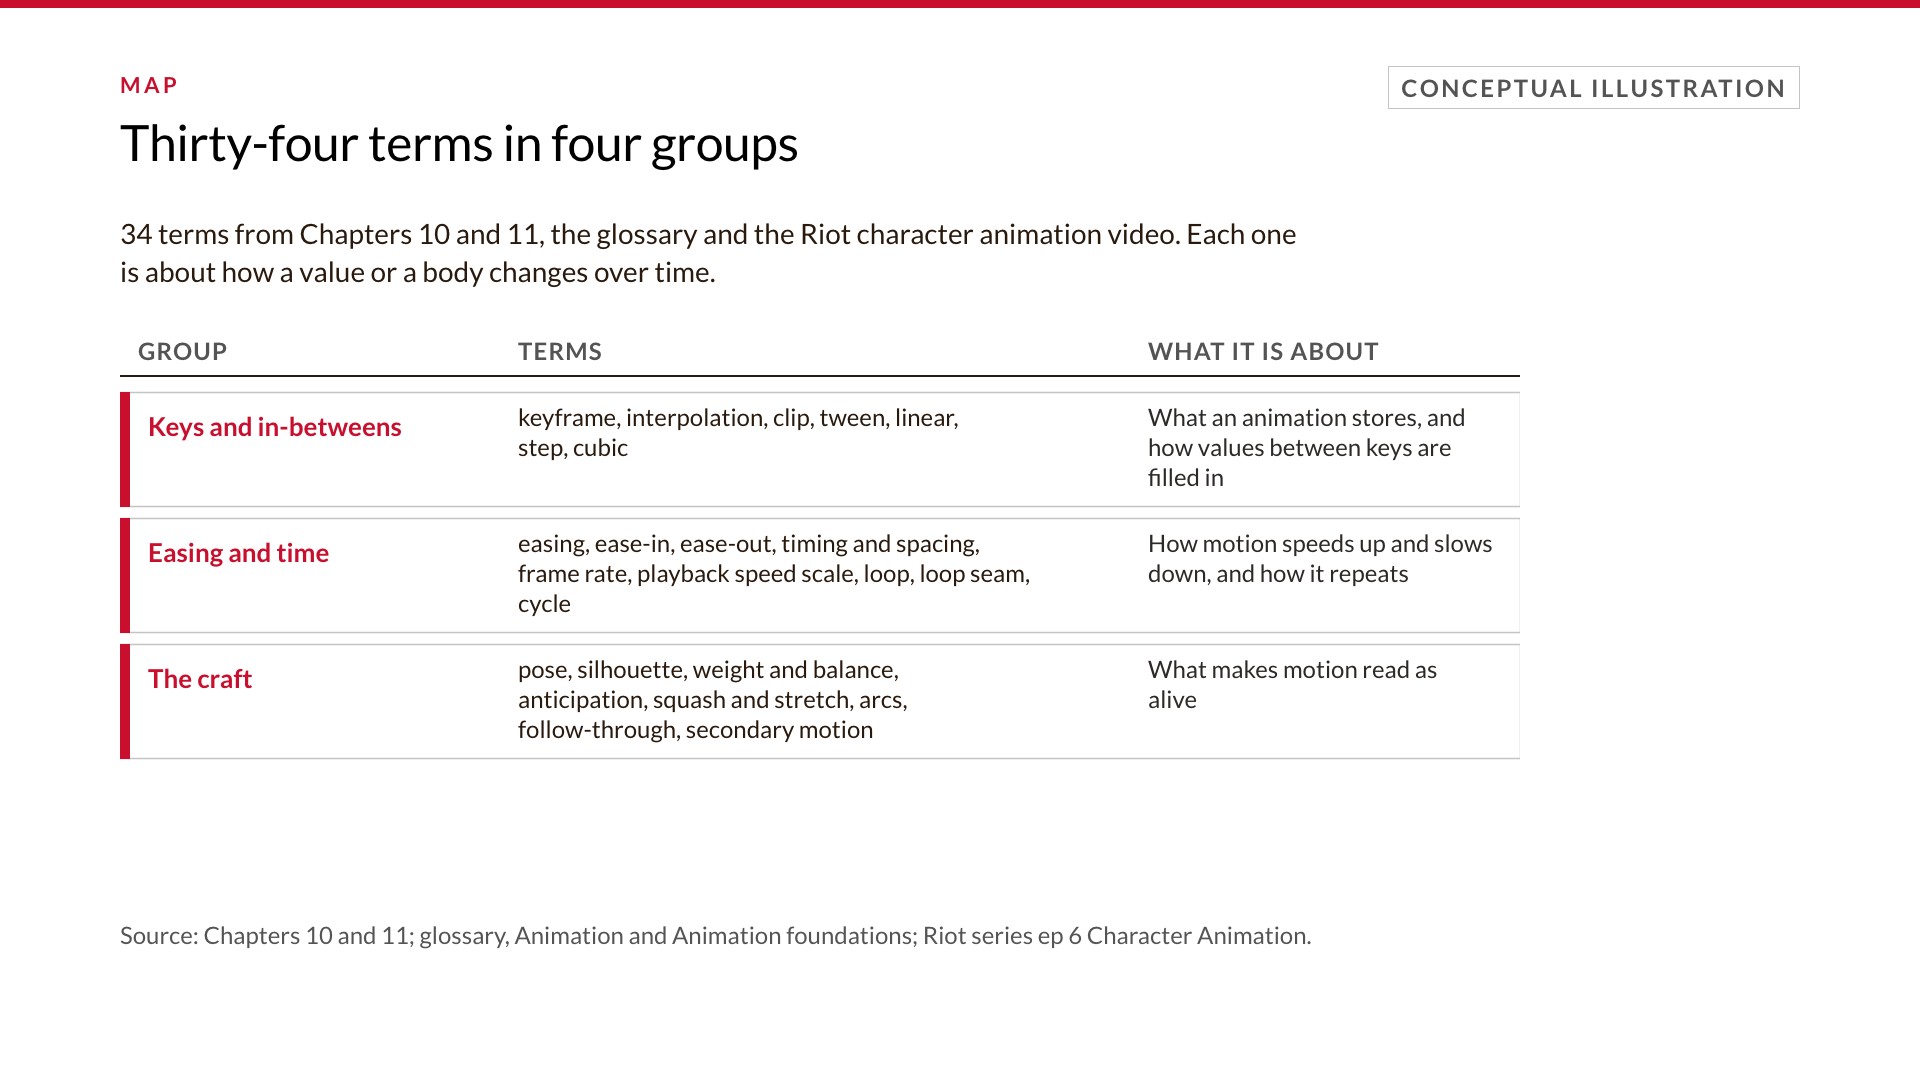 MAP
CONCEPTUAL ILLUSTRATION
Thirty-four terms in four groups
34 terms from Chapters 10 and 11, the glossary and the Riot character animation video. Each one
is about how a value or a body changes over time.
GROUP
TERMS
WHAT IT IS ABOUT
Keys and in-betweens
keyframe, interpolation, clip, tween, linear,
step, cubic
What an animation stores, and
how values between keys are
filled in
Easing and time
easing, ease-in, ease-out, timing and spacing,
frame rate, playback speed scale, loop, loop seam,
cycle
How motion speeds up and slows
down, and how it repeats
The craft
pose, silhouette, weight and balance,
anticipation, squash and stretch, arcs,
follow-through, secondary motion
What makes motion read as
alive
Source: Chapters 10 and 11; glossary, Animation and Animation foundations; Riot series ep 6 Character Animation.